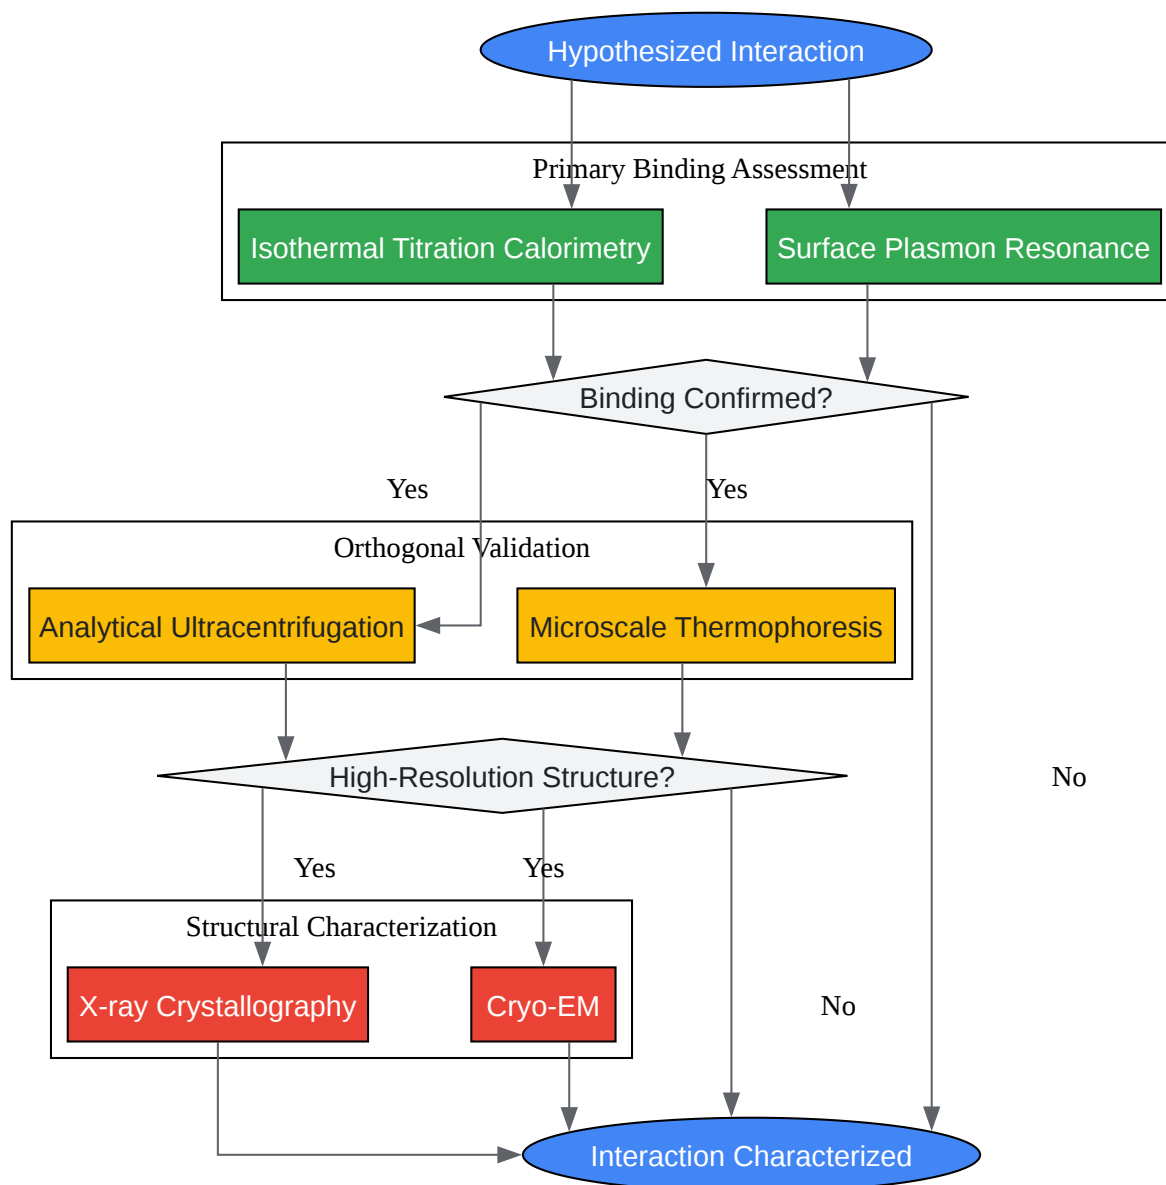 Hypothesized Interaction
Primary Binding Assessment
Isothermal Titration Calorimetry
Surface Plasmon Resonance
Binding Confirmed?
Yes
Yes
Orthogonal Validation
Analytical Ultracentrifugation
Microscale Thermophoresis
High-Resolution Structure?
No
Yes
Yes
Structural Characterization
X-ray Crystallography
Cryo-EM
No
Interaction Characterized